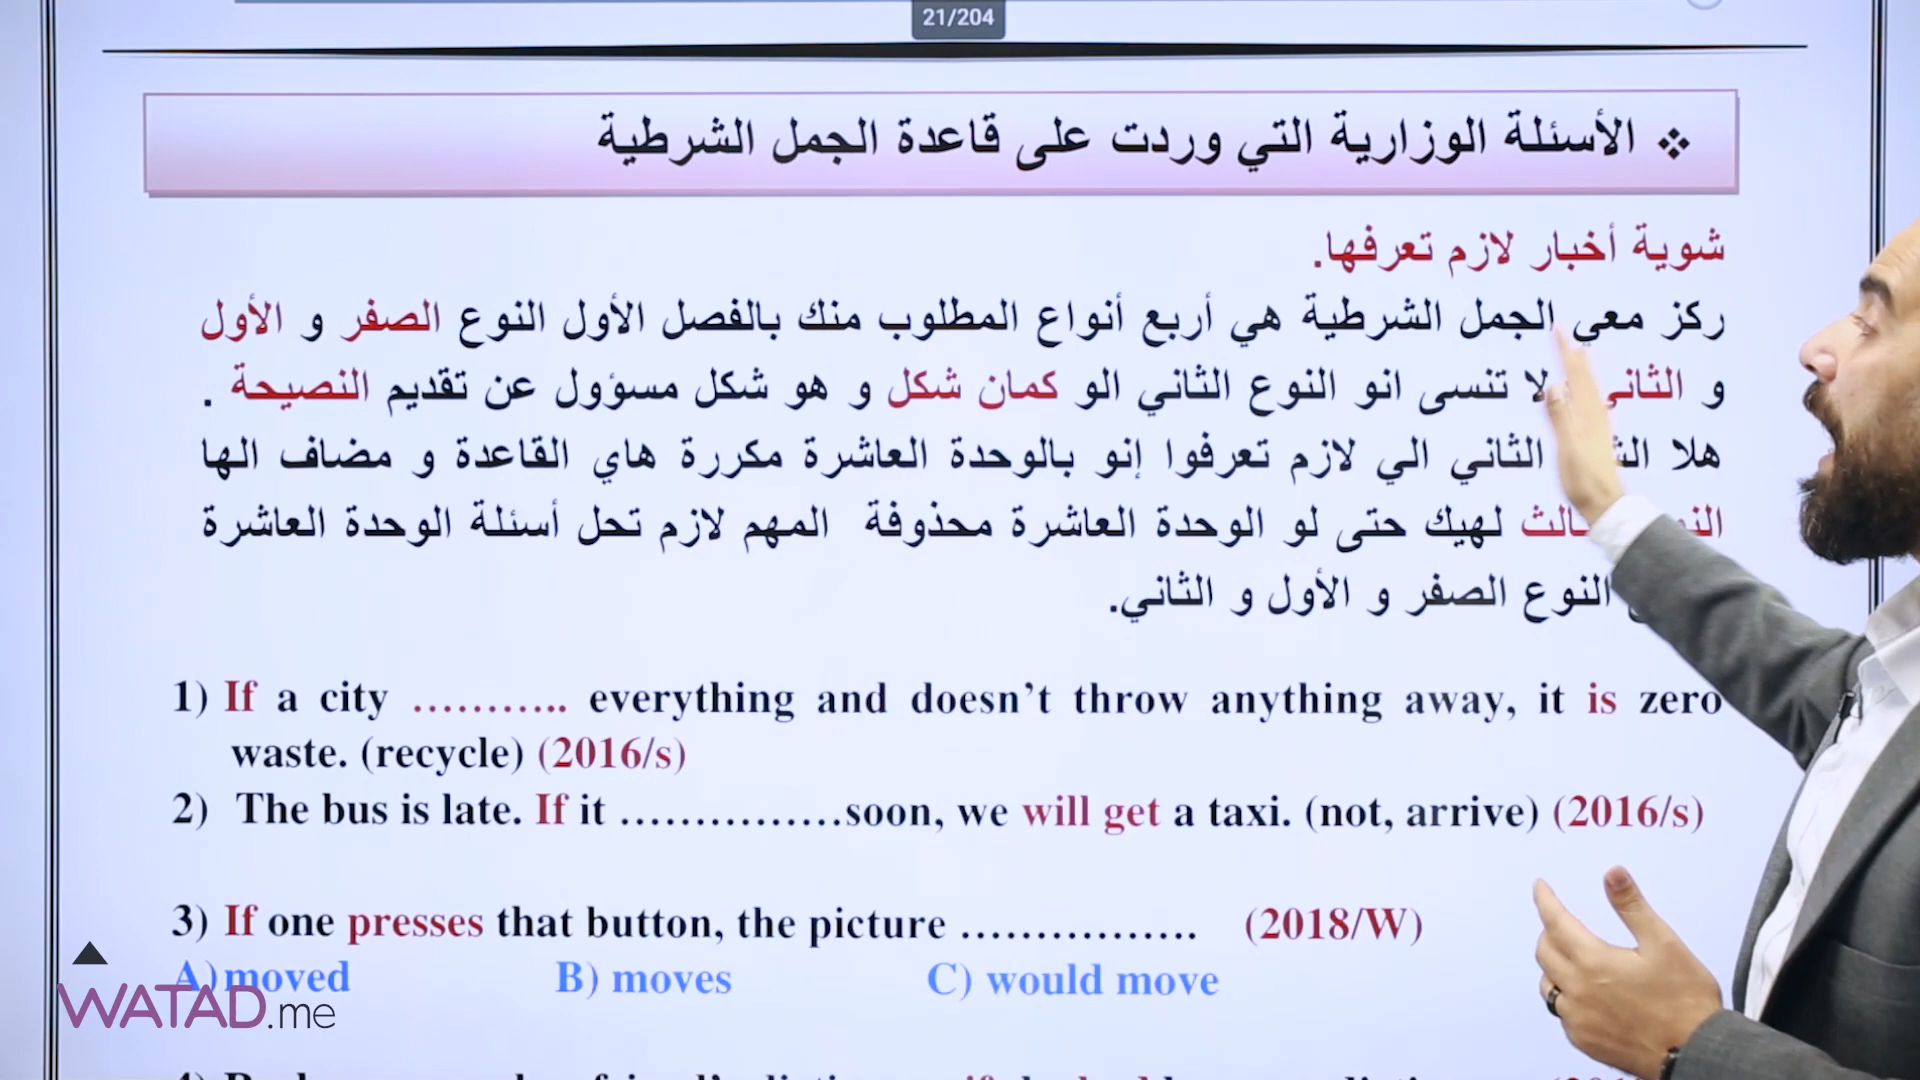 21/204
❖ الأسئلة الوزارية التي وردت على قاعدة الجمل الشرطية
شوية أخبار لازم تعرفها.
ركز معي الجمل الشرطية هي أربع أنواع المطلوب منك بالفصل الأول النوع الصفر و الأول
و الثاني لا تنسى انو النوع الثاني الو كمان شكل و هو شكل مسؤول عن تقديم النصيحة .
هلا الثاني الي لازم تعرفوا إنو بالوحدة العاشرة مكررة هاي القاعدة و مضاف الها
لهيك حتى لو الوحدة العاشرة محذوفة المهم لازم تحل أسئلة الوحدة العاشرة
النوع الصفر و الأول و الثاني.
1) If a city ……….. everything and doesn’t throw anything away, it is zero
waste. (recycle) (2016/s)
2) The bus is late. If it ……………soon, we will get a taxi. (not, arrive) (2016/s)
3) If one presses that button, the picture ……………. (2018/W)
A) moved B) moves C) would move
WATAD.me